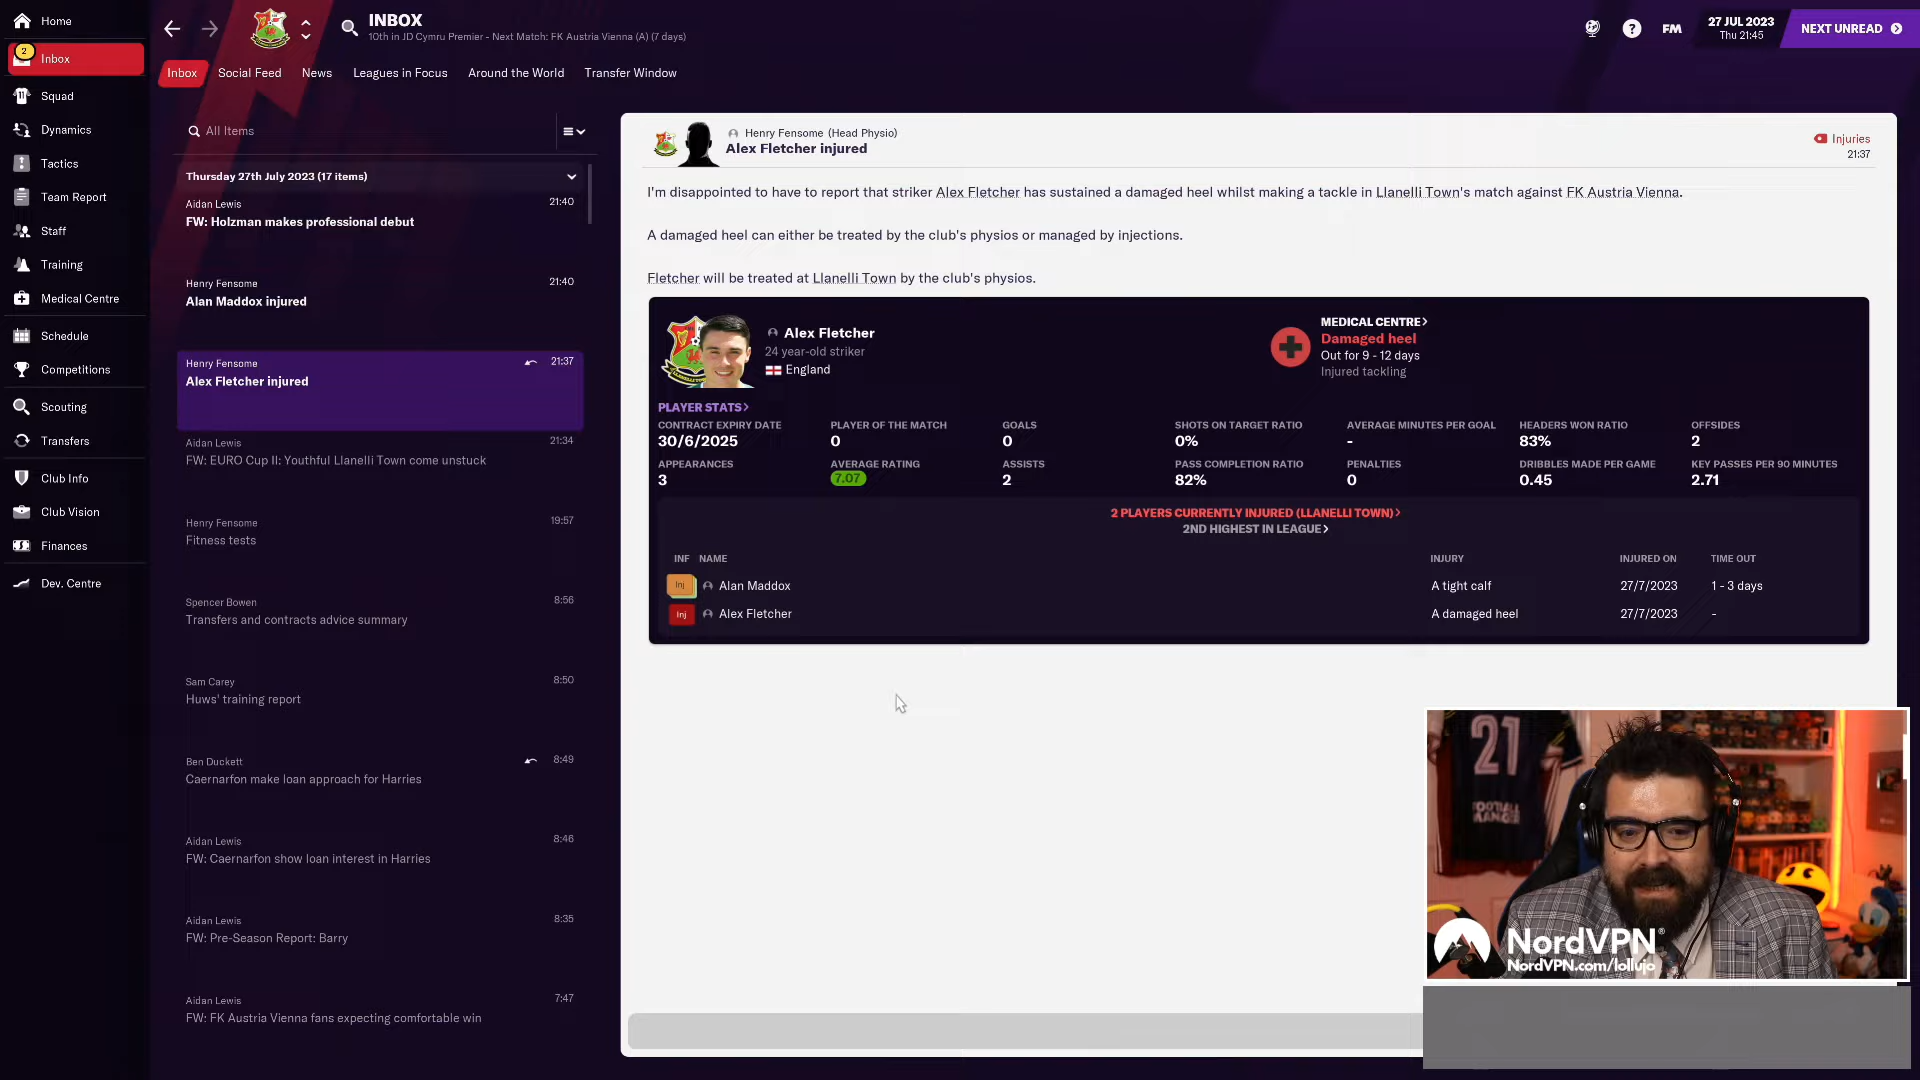 Home
2
Inbox
Squad
Dynamics
Tactics
Team Report
Staff
Training
Medical Centre
Schedule
Competitions
Scouting
Transfers
Club Info
Club Vision
Finances
Dev. Centre
INBOX
10th in JD Cymru Premier - Next Match: FK Austria Vienna (A) (7 days)
FM
27 JUL 2023
Thu 21:45
NEXT UNREAD
Inbox Social Feed News Leagues in Focus Around the World Transfer Window
All Items
Thursday 27th July 2023 (17 items)
Aidan Lewis 21:40
FW: Holzman makes professional debut
Henry Fensome 21:40
Alan Maddox injured
Henry Fensome 21:37
Alex Fletcher injured
Aidan Lewis 21:34
FW: EURO Cup II: Youthful Llanelli Town come unstuck
Henry Fensome 19:57
Fitness tests
Spencer Bowen 8:56
Transfers and contracts advice summary
Sam Carey 8:50
Huws' training report
Ben Duckett 8:49
Caernarfon make loan approach for Harries
Aidan Lewis 8:46
FW: Caernarfon show loan interest in Harries
Aidan Lewis 8:35
FW: Pre-Season Report: Barry
Aidan Lewis 7:47
FW: FK Austria Vienna fans expecting comfortable win
Henry Fensome (Head Physio)
Alex Fletcher injured
Injuries
21:37
I'm disappointed to have to report that striker Alex Fletcher has sustained a damaged heel whilst making a tackle in Llanelli Town's match against FK Austria Vienna.
A damaged heel can either be treated by the club's physios or managed by injections.
Fletcher will be treated at Llanelli Town by the club's physios.
Alex Fletcher
24 year-old striker
England
MEDICAL CENTRE>
Damaged heel
Out for 9 - 12 days
Injured tackling
PLAYER STATS>
CONTRACT EXPIRY DATE PLAYER OF THE MATCH GOALS SHOTS ON TARGET RATIO AVERAGE MINUTES PER GOAL HEADERS WON RATIO OFFSIDES
30/6/2025 0 0 0% - 83% 2
APPEARANCES AVERAGE RATING ASSISTS PASS COMPLETION RATIO PENALTIES DRIBBLES MADE PER GAME KEY PASSES PER 90 MINUTES
3 7.07 2 82% 0 0.45 2.71
2 PLAYERS CURRENTLY INJURED (LLANELLI TOWN)>
2ND HIGHEST IN LEAGUE>
INF NAME INJURY INJURED ON TIME OUT
Inj Alan Maddox A tight calf 27/7/2023 1 - 3 days
Inj Alex Fletcher A damaged heel 27/7/2023 -
21
FOOTBALL
MANAGER
NordVPN®
NordVPN.com/lollujo